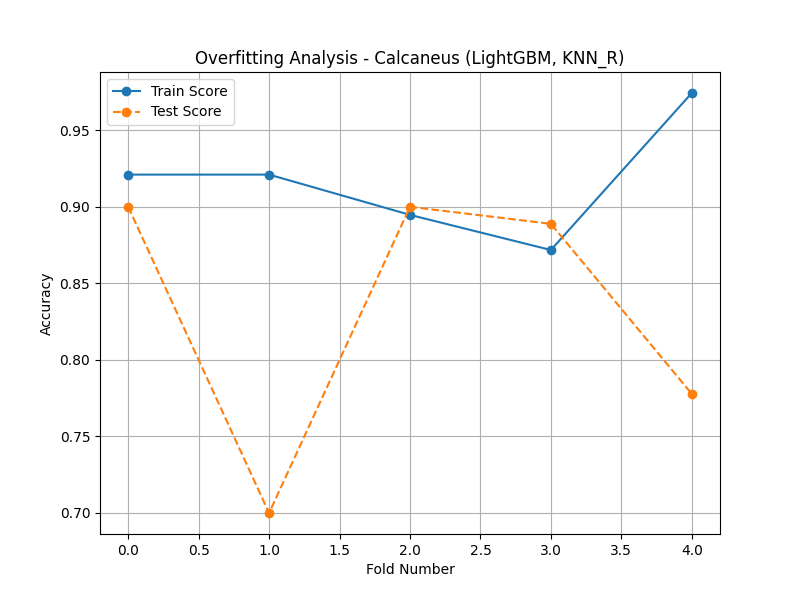 Overfitting Analysis - Calcaneus (LightGBM, KNN_R)
Train Score
Test Score
0.95
0.90
0.85
0.80
0.75
0.70
Accuracy
0.0 0.5 1.0 1.5 2.0 2.5 3.0 3.5 4.0
Fold Number